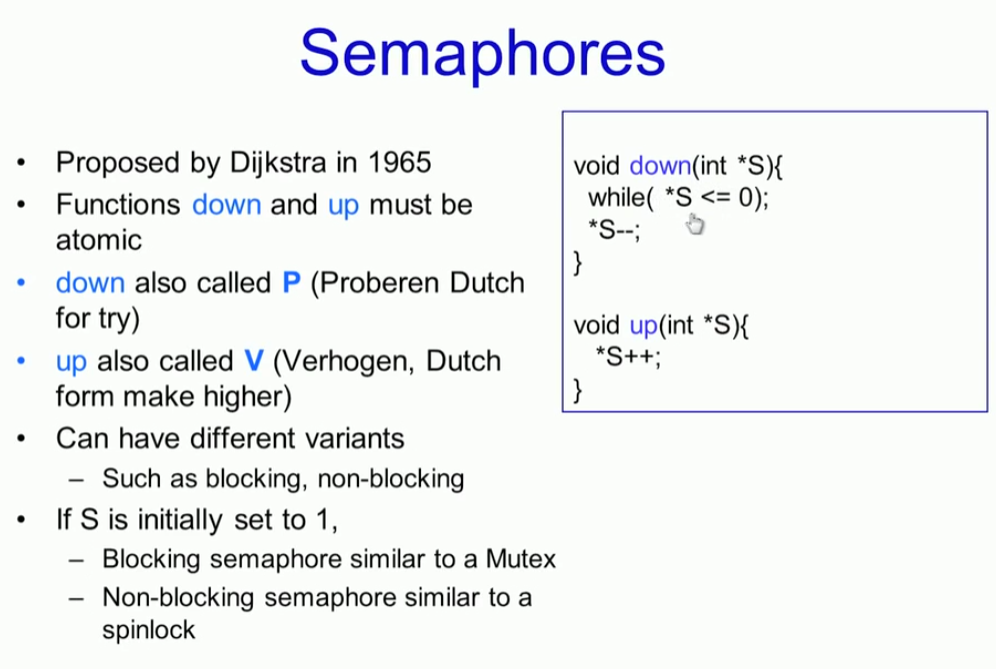 Semaphores
• Proposed by Dijkstra in 1965
• Functions down and up must be
atomic
• down also called P (Proberen Dutch
for try)
• up also called V (Verhogen, Dutch
form make higher)
• Can have different variants
– Such as blocking, non-blocking
• If S is initially set to 1,
– Blocking semaphore similar to a Mutex
– Non-blocking semaphore similar to a
spinlock
void down(int *S){
while( *S <= 0);
*S--;
}
void up(int *S){
*S++;
}